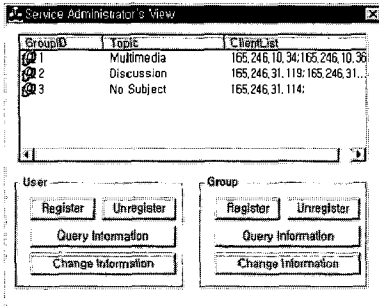 Service Administrator's View
GroupID Topic ClientList
1 Multimedia 165,246,10,34;165,246,10,36
2 Discussion 165,246,31,119;165,246,31...
3 No Subject 165,246,31,114;
User
Register Unregister
Query Information
Change Information
Group
Register Unregister
Query Information
Change Information